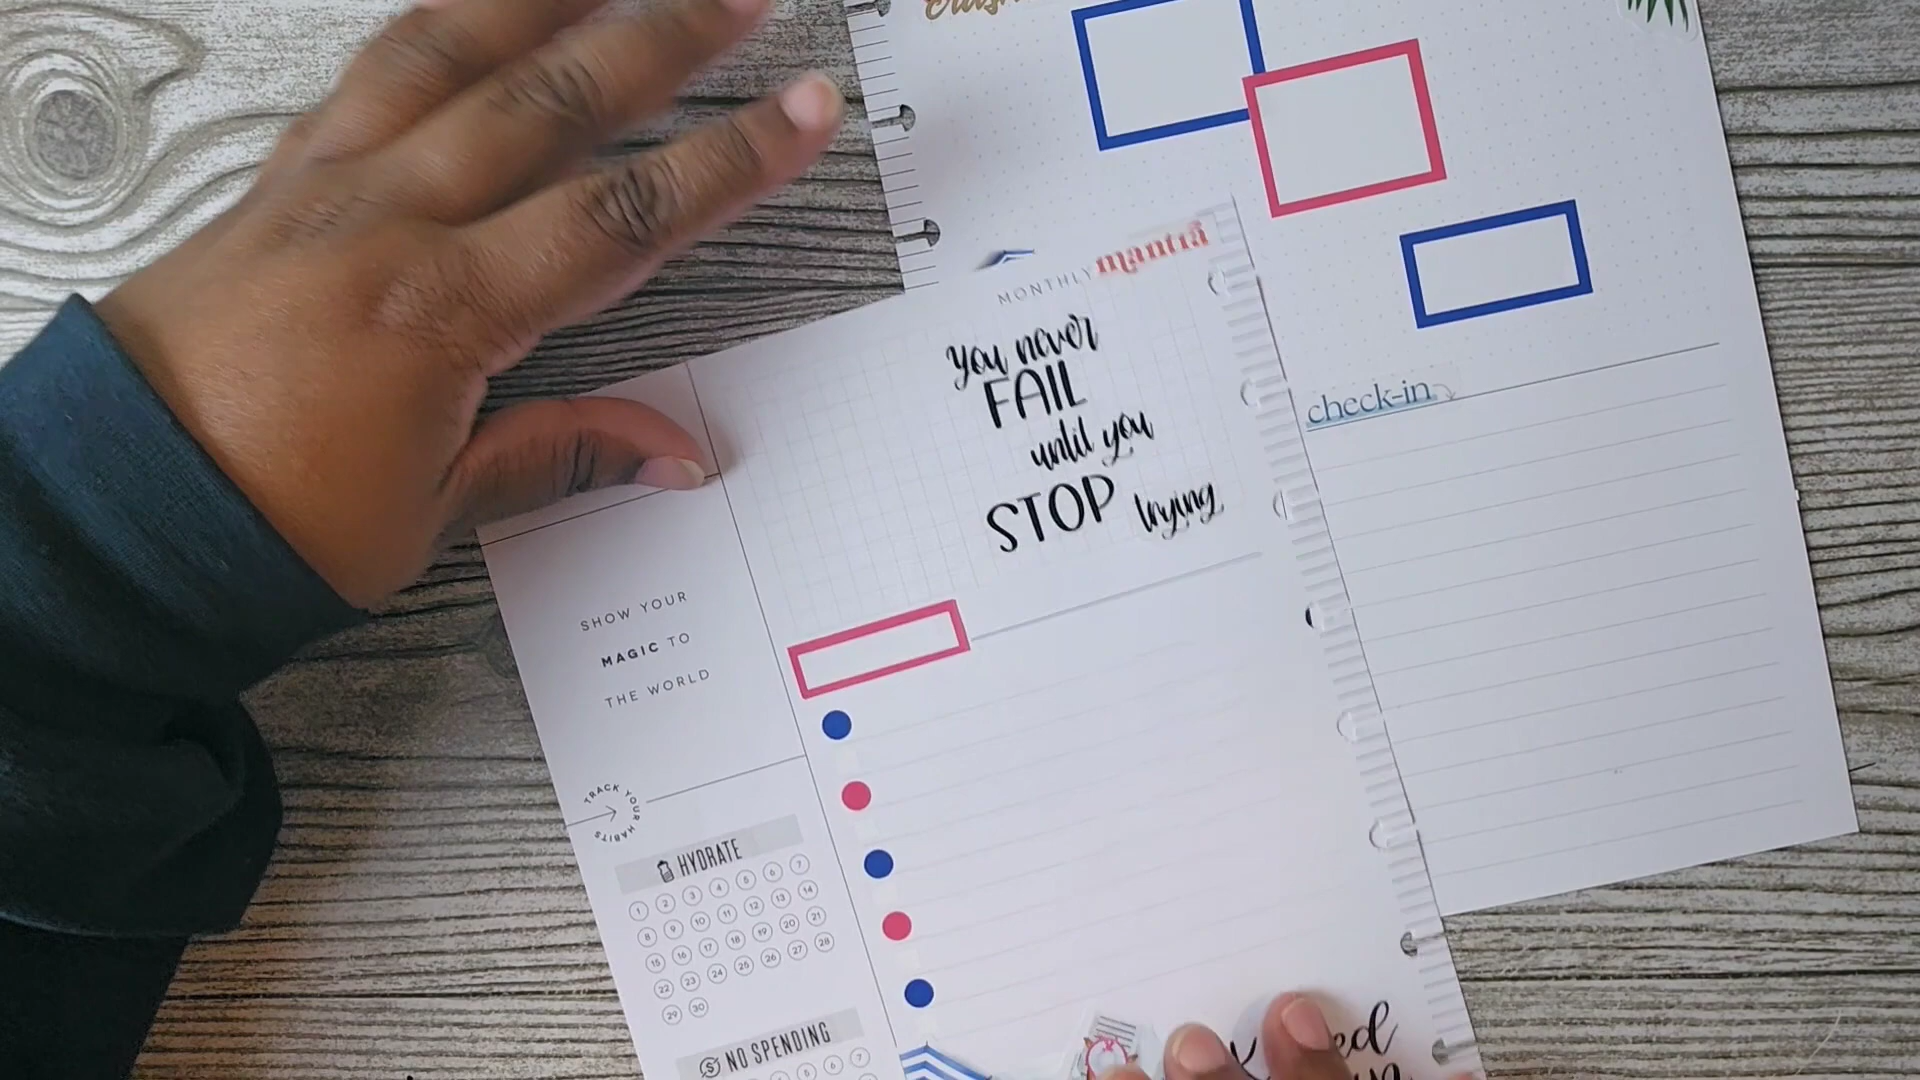 MONTHLY mantra
You never
FAIL
until you
STOP trying
check-in
SHOW YOUR
MAGIC TO
THE WORLD
TRACK YOUR HABITS
HYDRATE
1 2 3 4 5 6 7
8 9 10 11 12 13 14
15 16 17 18 19 20 21
22 23 24 25 26 27 28
29 30
NO SPENDING